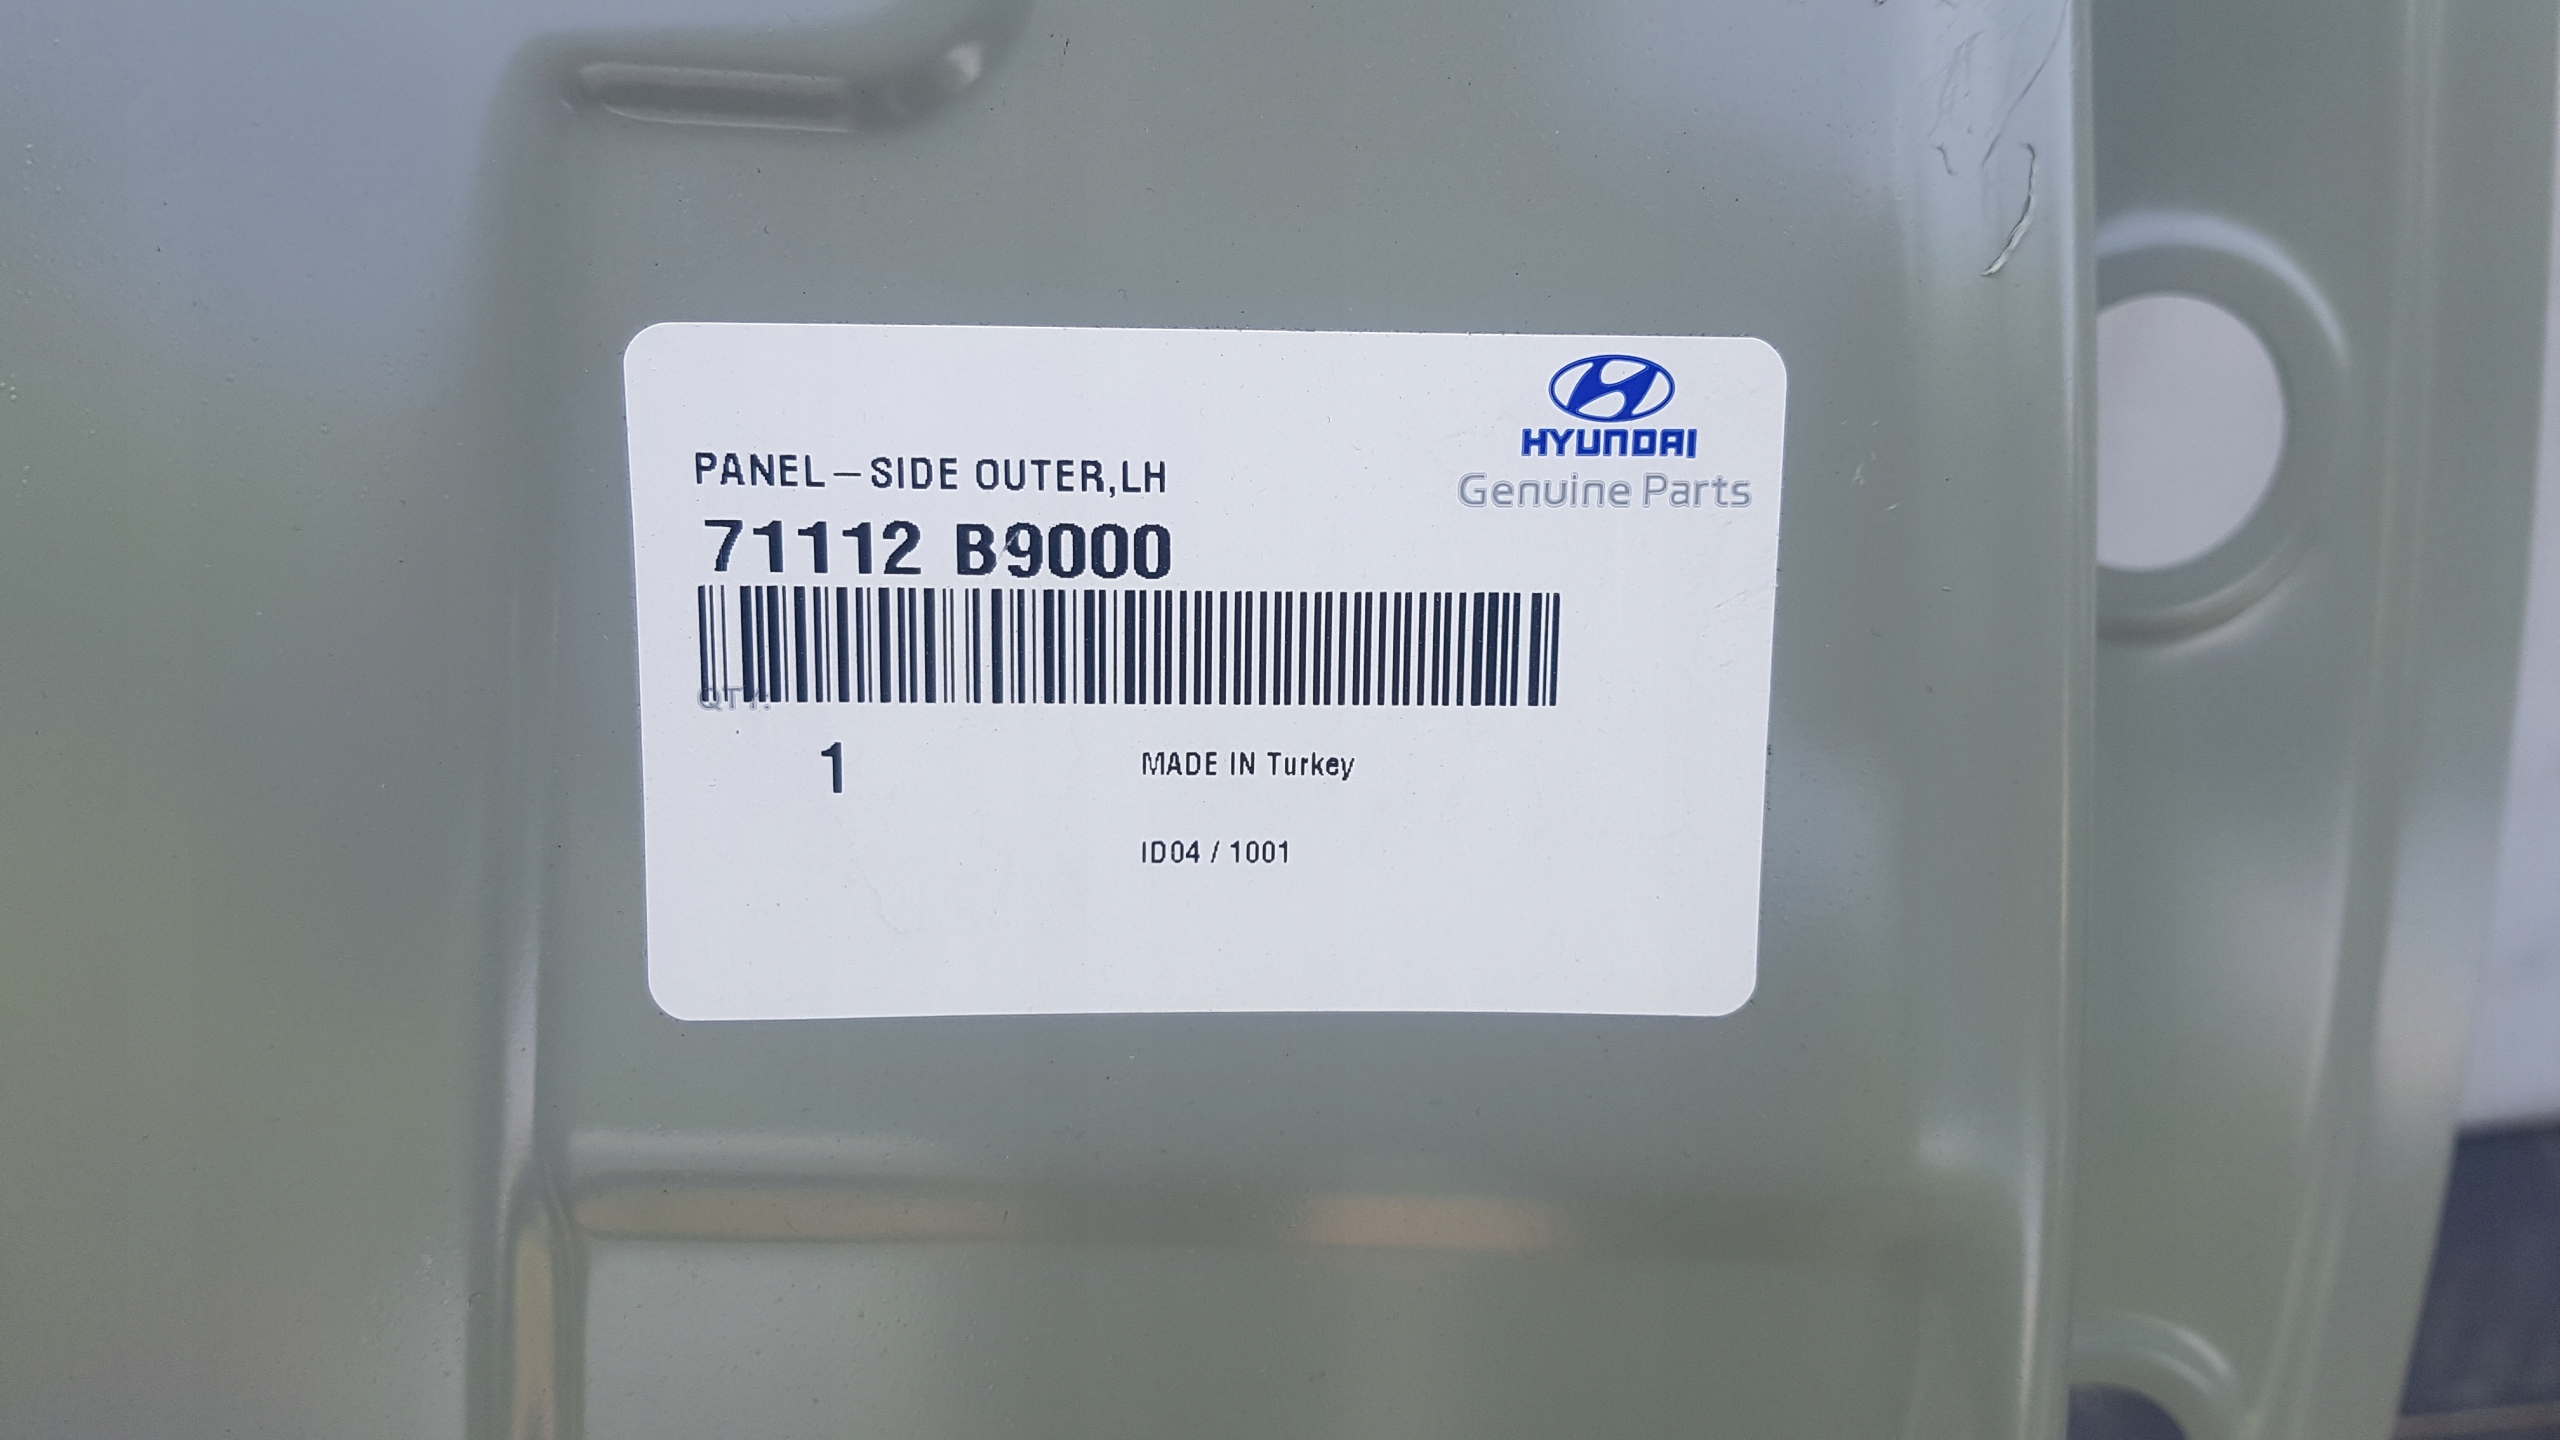 HYUNDAI
Genuine Parts
PANEL-SIDE OUTER,LH
71112 B9000
QTY:
1
MADE IN Turkey
ID04 / 1001